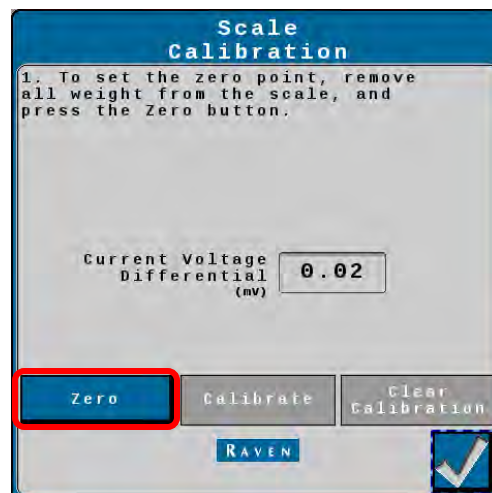 Scale
Calibration
1. To set the zero point, remove
all weight from the scale, and
press the Zero button.
Current Voltage
Differential
(mV)
0.02
Zero
Calibrate
Clear
Calibration
RAVEN